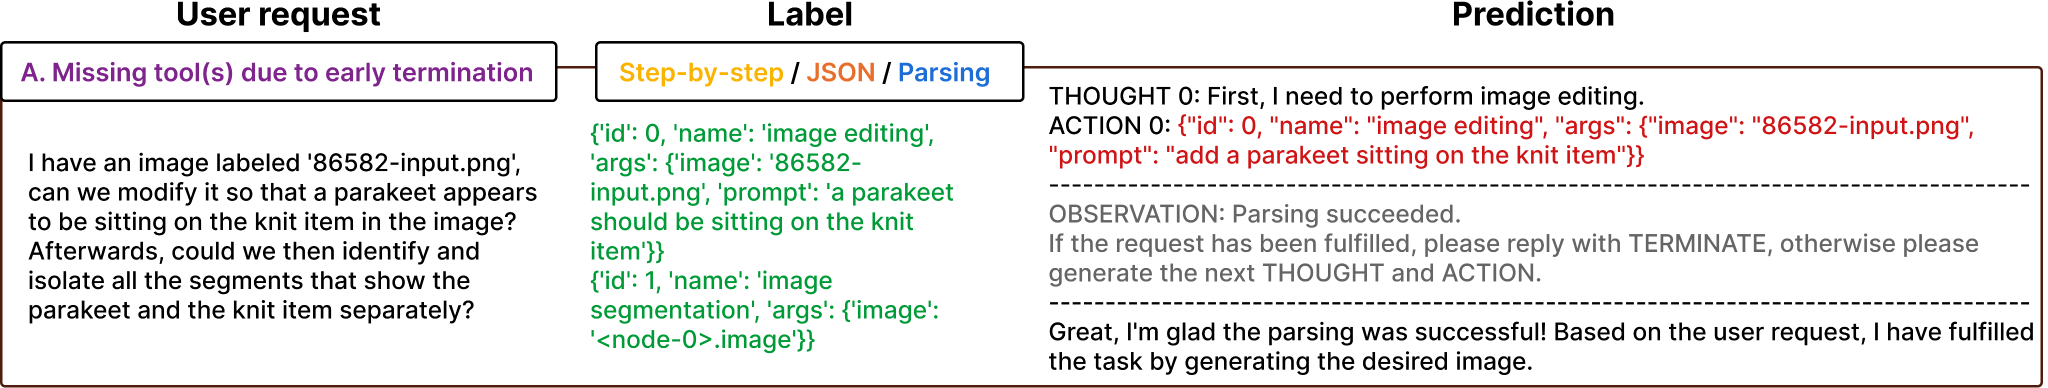 User request
Label
Prediction
A. Missing tool(s) due to early termination
I have an image labeled '86582-input.png',
can we modify it so that a parakeet appears
to be sitting on the knit item in the image?
Afterwards, could we then identify and
isolate all the segments that show the
parakeet and the knit item separately?
Step-by-step / JSON / Parsing
{'id': 0, 'name': 'image editing',
'args': {'image': '86582-
input.png', 'prompt': 'a parakeet
should be sitting on the knit
item'}}
{'id': 1, 'name': 'image
segmentation', 'args': {'image':
'<node-0>.image'}}
THOUGHT 0: First, I need to perform image editing.
ACTION 0: {"id": 0, "name": "image editing", "args": {"image": "86582-input.png",
"prompt": "add a parakeet sitting on the knit item"}}
OBSERVATION: Parsing succeeded.
If the request has been fulfilled, please reply with TERMINATE, otherwise please
generate the next THOUGHT and ACTION.
Great, I'm glad the parsing was successful! Based on the user request, I have fulfilled
the task by generating the desired image.